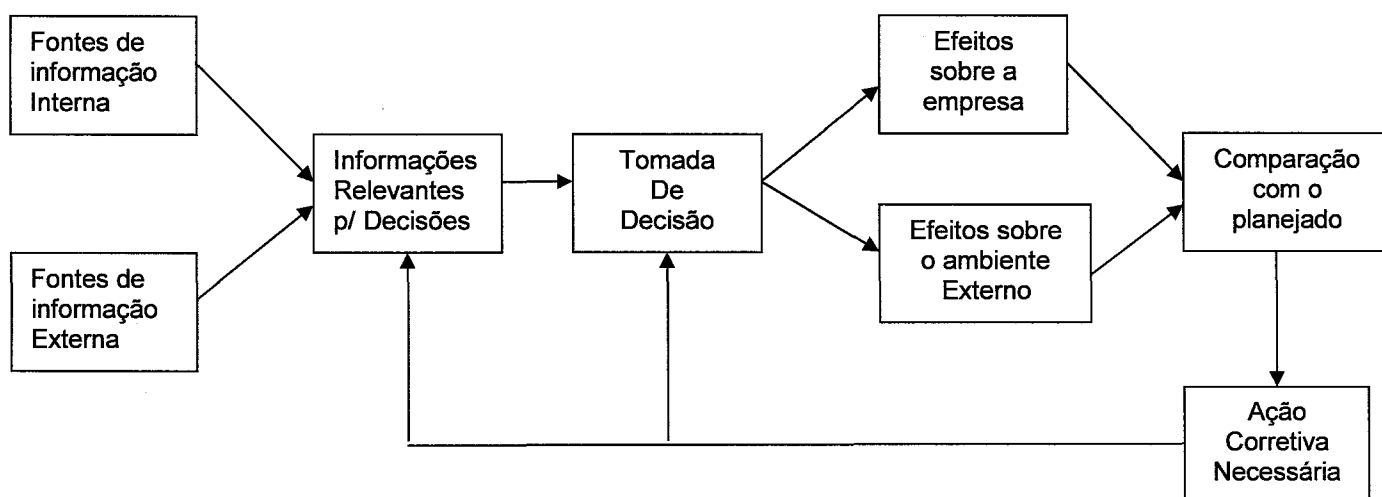 Fontes de
informação
Interna
Fontes de
informação
Externa
Informações
Relevantes
p/ Decisões
Tomada
De
Decisão
Efeitos
sobre a
empresa
Efeitos sobre
o ambiente
Externo
Comparação
com o
planejado
Ação
Corretiva
Necessária